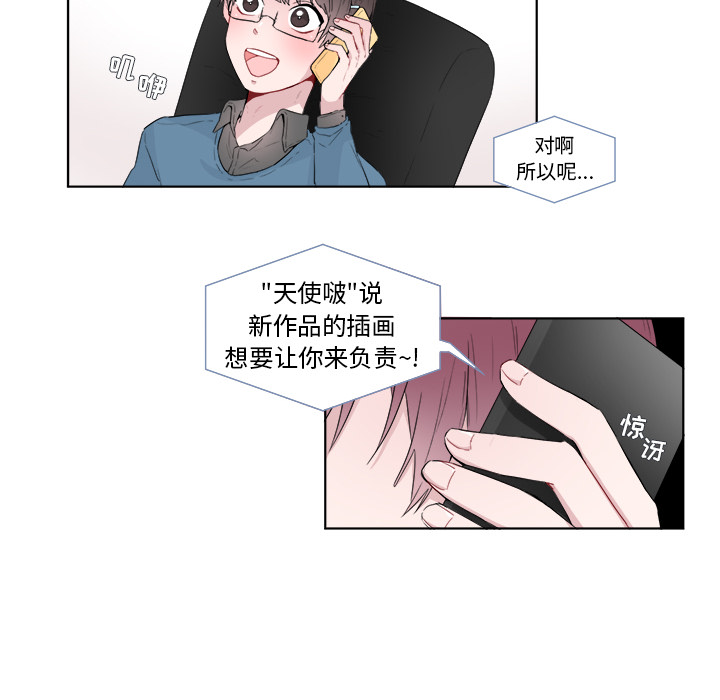 叽咿
对啊
所以呢...
"天使啵"说
新作品的插画
想要让你来负责~!
惊讶